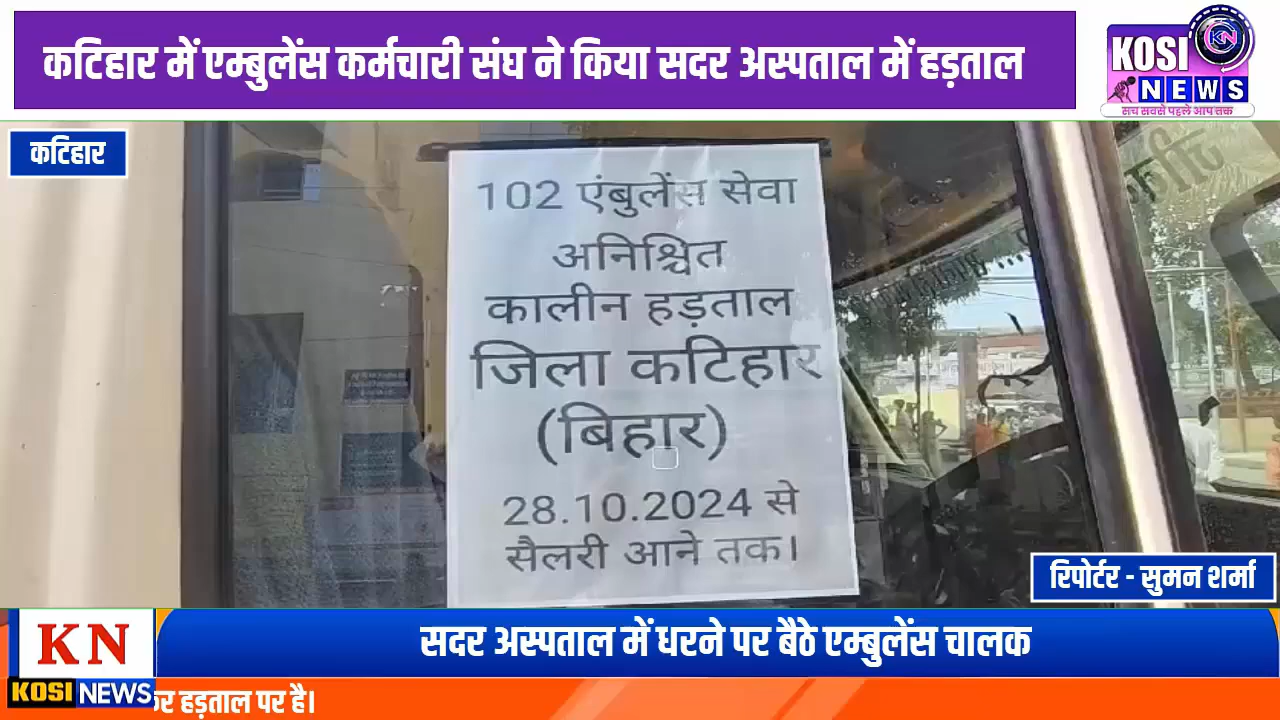 कटिहार में एम्बुलेंस कर्मचारी संघ ने किया सदर अस्पताल में हड़ताल
KOSI
KN
NEWS
सच सबसे पहले आप तक
कटिहार
102 एंबुलेंस सेवा
अनिश्चित
कालीन हड़ताल
जिला कटिहार
(बिहार)
28.10.2024 से
सैलरी आने तक।
रिपोर्टर - सुमन शर्मा
KN
सदर अस्पताल में धरने पर बैठे एम्बुलेंस चालक
KOSI NEWS
हड़ताल पर है।